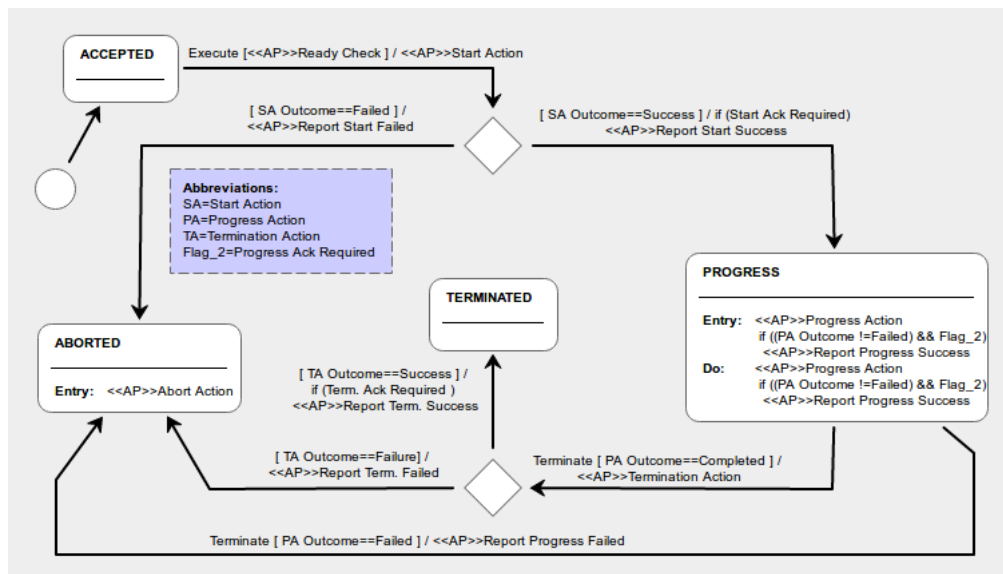 ACCEPTED
Execute [<<AP>>Ready Check ] / <<AP>>Start Action
[ SA Outcome==Failed ] /
<<AP>>Report Start Failed
[ SA Outcome==Success ] / if (Start Ack Required)
<<AP>>Report Start Success
Abbreviations:
SA=Start Action
PA=Progress Action
TA=Termination Action
Flag_2=Progress Ack Required
TERMINATED
PROGRESS
Entry: <<AP>>Progress Action
if ((PA Outcome !=Failed) && Flag_2)
<<AP>>Report Progress Success
Do: <<AP>>Progress Action
if ((PA Outcome !=Failed) && Flag_2)
<<AP>>Report Progress Success
ABORTED
Entry: <<AP>>Abort Action
[ TA Outcome==Success ] /
if (Term. Ack Required )
<<AP>>Report Term. Success
[ TA Outcome==Failure] /
<<AP>>Report Term. Failed
Terminate [ PA Outcome==Completed ] /
<<AP>>Termination Action
Terminate [ PA Outcome==Failed ] / <<AP>>Report Progress Failed